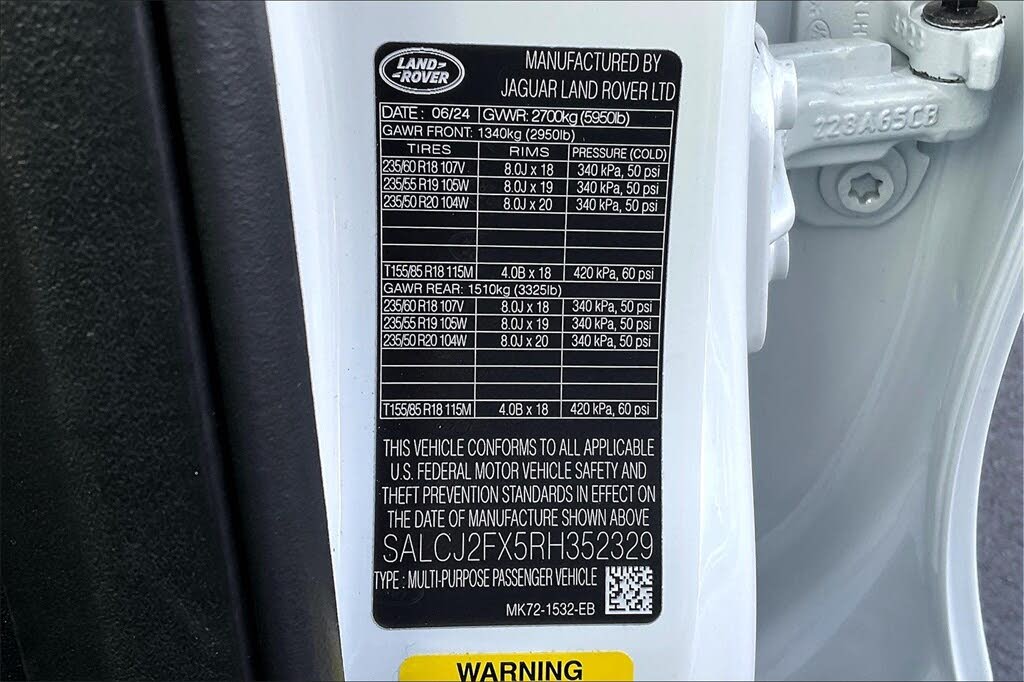 LAND ROVER
MANUFACTURED BY
JAGUAR LAND ROVER LTD
DATE: 06/24 GVWR: 2700kg (5950lb)
GAWR FRONT: 1340kg (2950lb)
TIRES RIMS PRESSURE (COLD)
235/60 R18 107V 8.0J x 18 340 kPa, 50 psi
235/55 R19 105W 8.0J x 19 340 kPa, 50 psi
235/50 R20 104W 8.0J x 20 340 kPa, 50 psi
T155/85 R18 115M 4.0B x 18 420 kPa, 60 psi
GAWR REAR: 1510kg (3325lb)
235/60 R18 107V 8.0J x 18 340 kPa, 50 psi
235/55 R19 105W 8.0J x 19 340 kPa, 50 psi
235/50 R20 104W 8.0J x 20 340 kPa, 50 psi
T155/85 R18 115M 4.0B x 18 420 kPa, 60 psi
THIS VEHICLE CONFORMS TO ALL APPLICABLE
U.S. FEDERAL MOTOR VEHICLE SAFETY AND
THEFT PREVENTION STANDARDS IN EFFECT ON
THE DATE OF MANUFACTURE SHOWN ABOVE
SALCJ2FX5RH352329
TYPE : MULTI-PURPOSE PASSENGER VEHICLE
MK72-1532-EB
WARNING